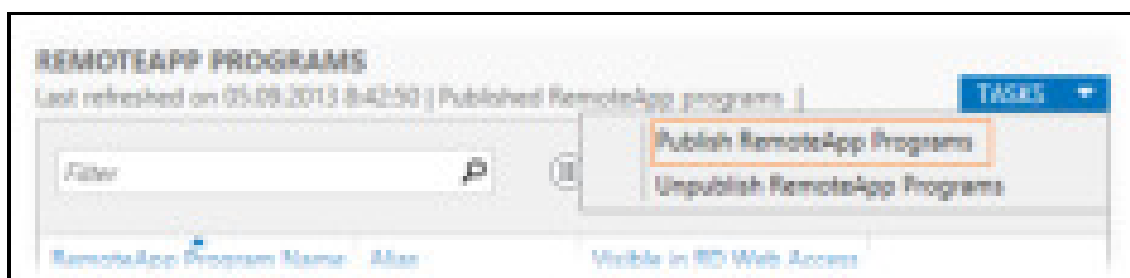 REMOTEAPP PROGRAMS
Last refreshed on 05.09.2013 8:42:50 | Published RemoteApp programs |
TASKS
Publish RemoteApp Programs
Filter
Unpublish RemoteApp Programs
RemoteApp Program Name Alias Visible in RD Web Access